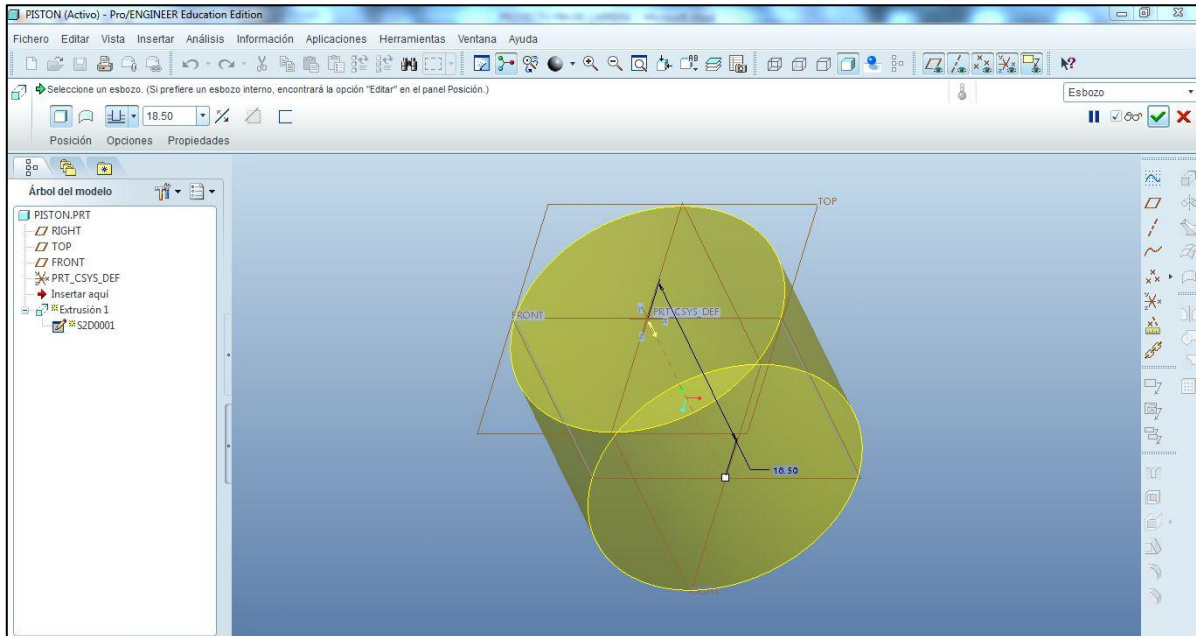 PISTON (Activo) - Pro/ENGINEER Education Edition
Fichero Editar Vista Insertar Análisis Información Aplicaciones Herramientas Ventana Ayuda
Seleccione un esbozo. (Si prefiere un esbozo interno, encontrará la opción "Editar" en el panel Posición.)
Esbozo
18.50
Posición Opciones Propiedades
Árbol del modelo
PISTON.PRT
RIGHT
TOP
FRONT
PRT_CSYS_DEF
Insertar aquí
Extrusión 1
S2D0001
TOP
FRONT
PRT_CSYS_DEF
18.50